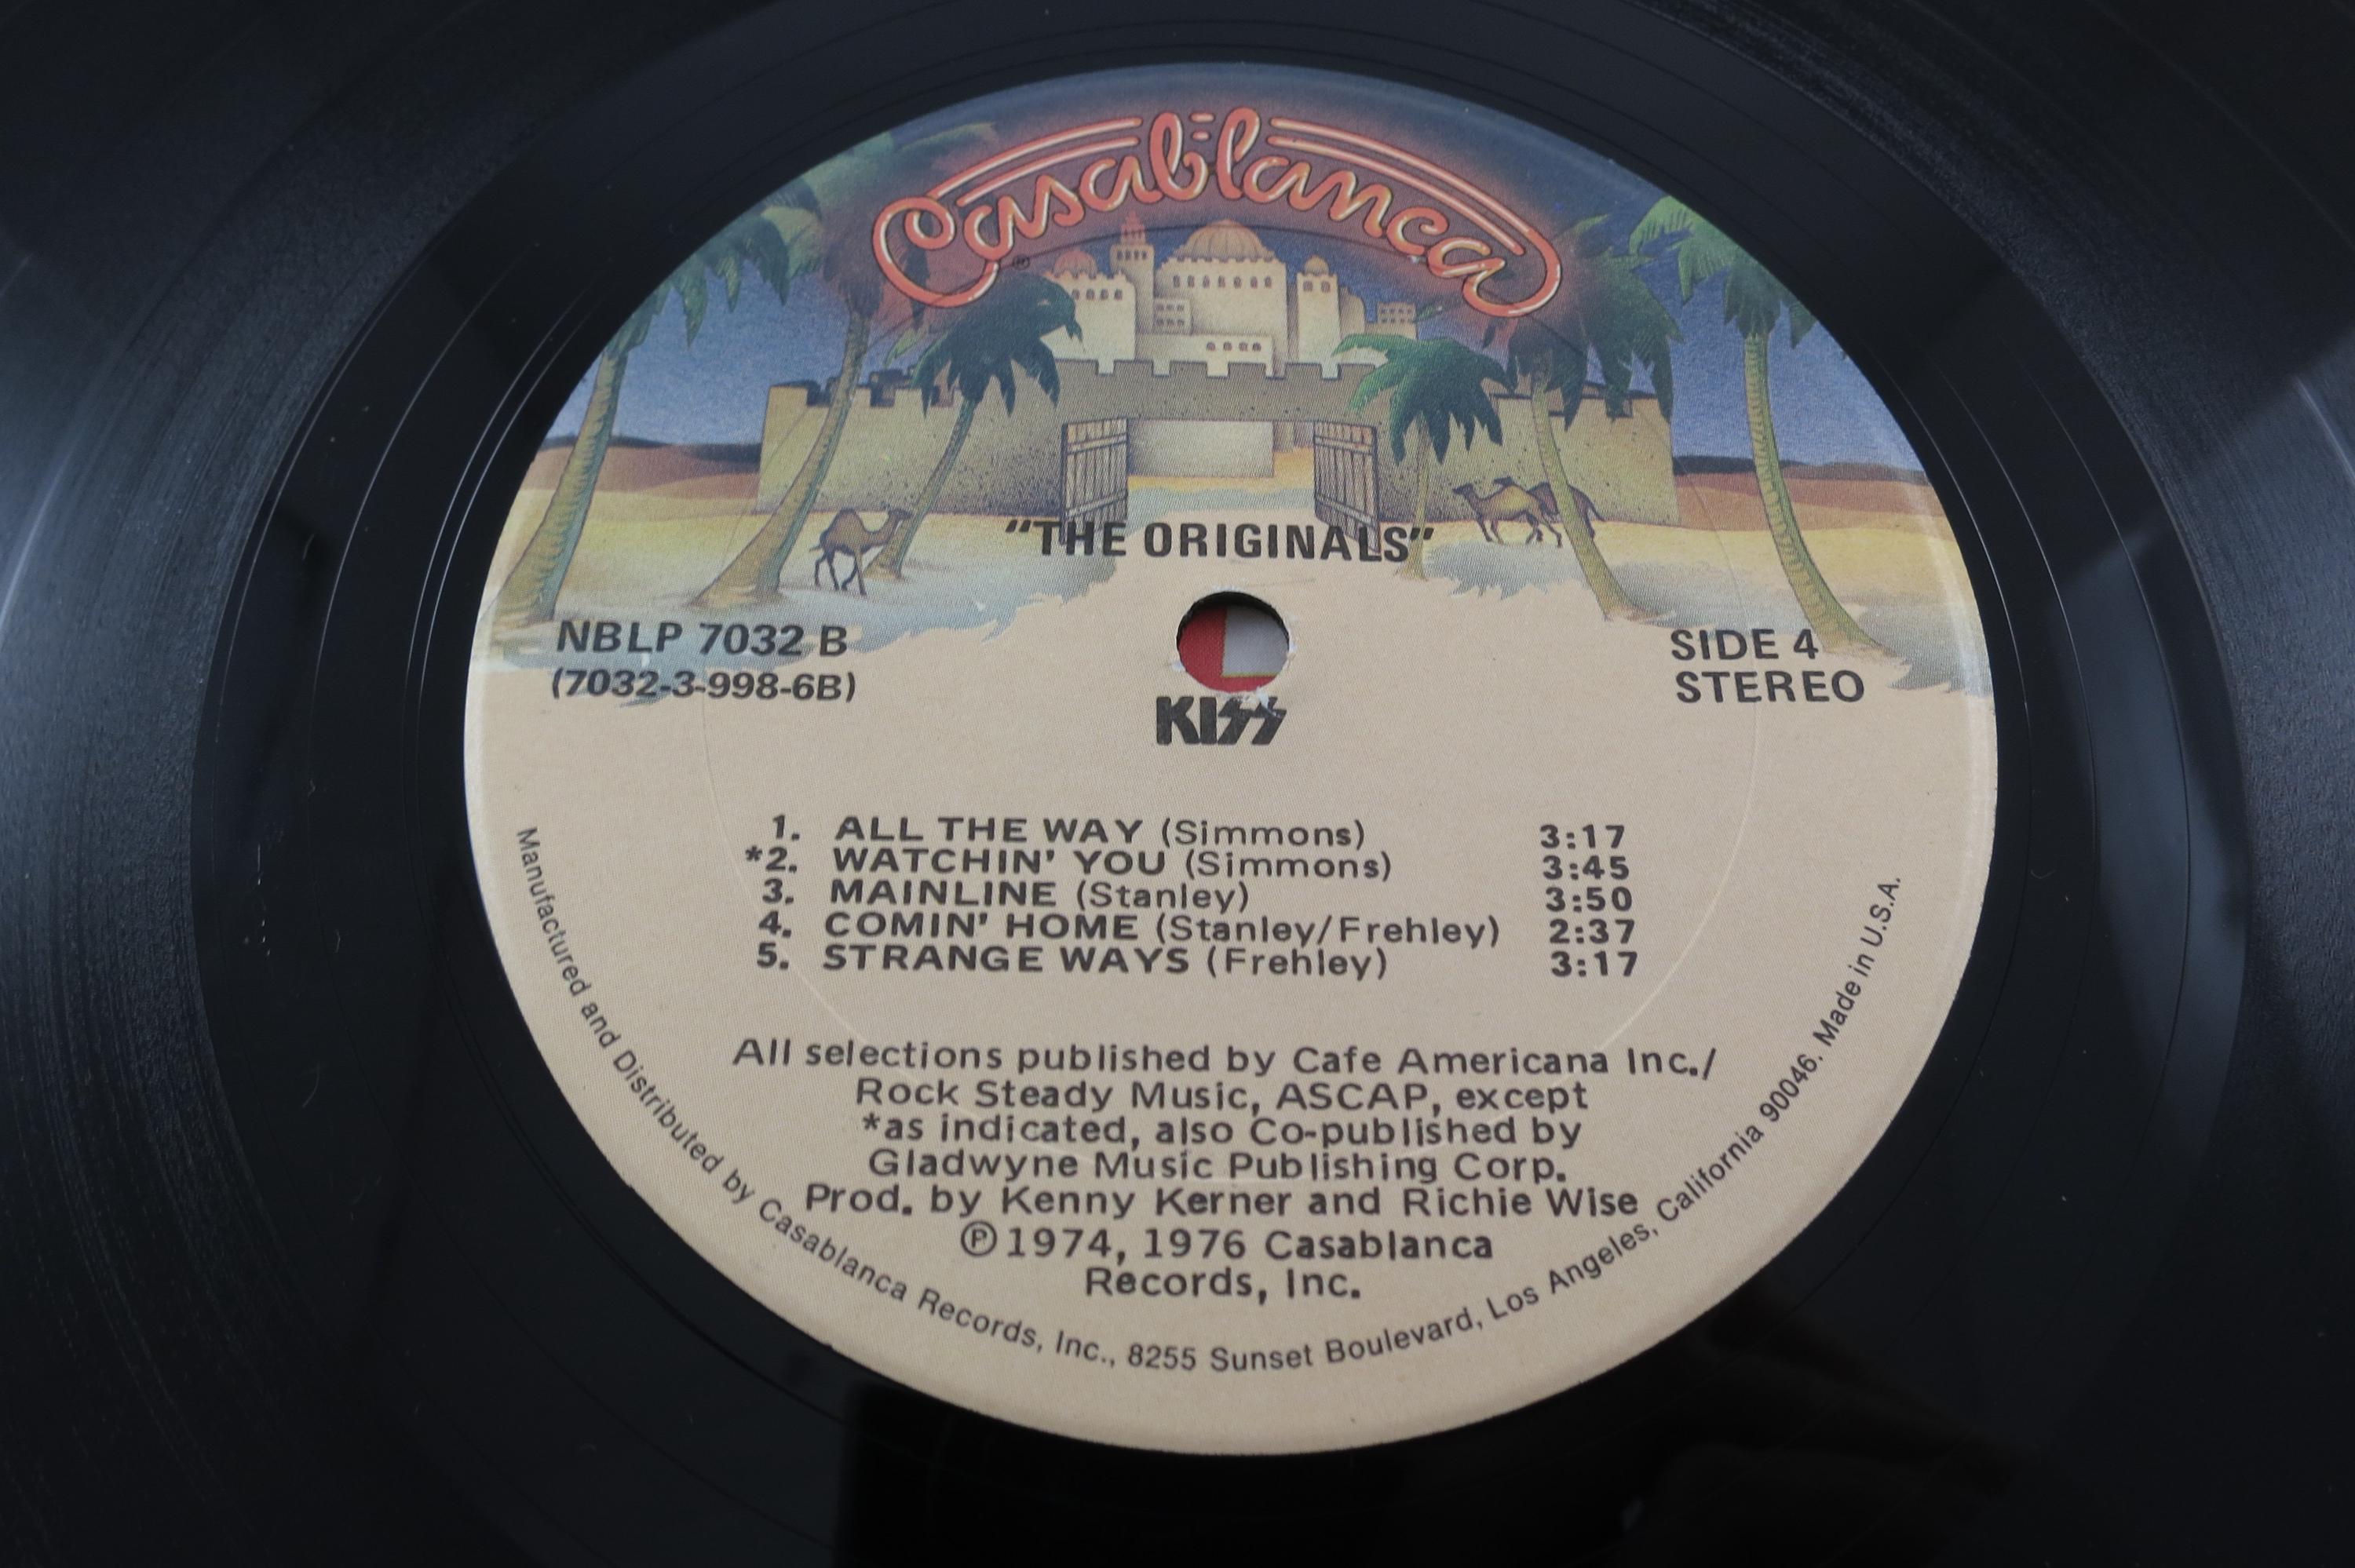 Casablanca
®
"THE ORIGINALS"
NBLP 7032 B
(7032-3-998-6B)
SIDE 4
STEREO
KISS
1. ALL THE WAY (Simmons) 3:17
*2. WATCHIN' YOU (Simmons) 3:45
3. MAINLINE (Stanley) 3:50
4. COMIN' HOME (Stanley/Frehley) 2:37
5. STRANGE WAYS (Frehley) 3:17
All selections published by Cafe Americana Inc./
Rock Steady Music, ASCAP, except
*as indicated, also Co-published by
Gladwyne Music Publishing Corp.
Prod. by Kenny Kerner and Richie Wise
℗1974, 1976 Casablanca
Records, Inc.
Manufactured and Distributed by Casablanca Records, Inc., 8255 Sunset Boulevard, Los Angeles, California 90046. Made in U.S.A.